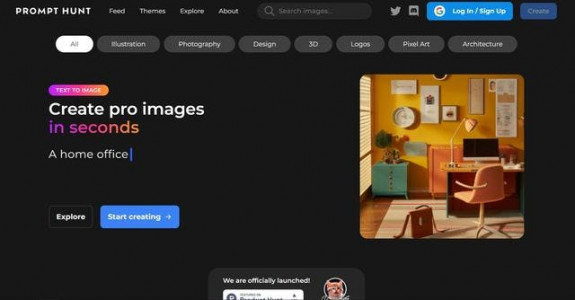 PROMPT HUNT
Feed
Themes
Explore
About
Search images...
G
Log In / Sign Up
Create
All
Illustration
Photography
Design
3D
Logos
Pixel Art
Architecture
TEXT TO IMAGE
Create pro images
in seconds
A home office
Explore
Start creating →
We are officially launched!
Product Hunt